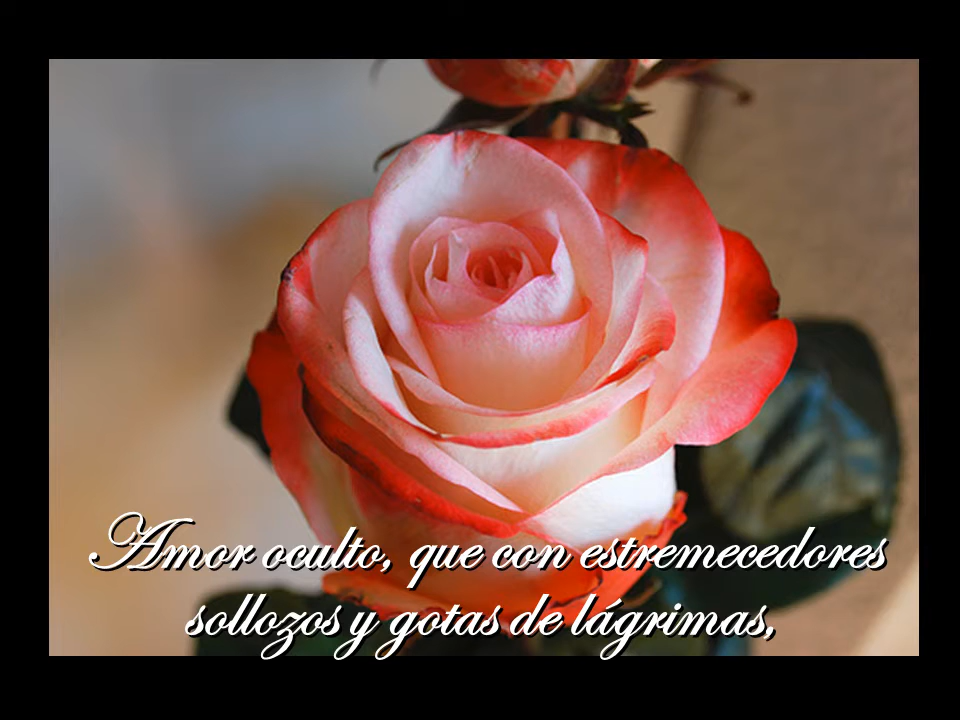 Amor oculto, que con estremecedores
sollozos y gotas de lágrimas,